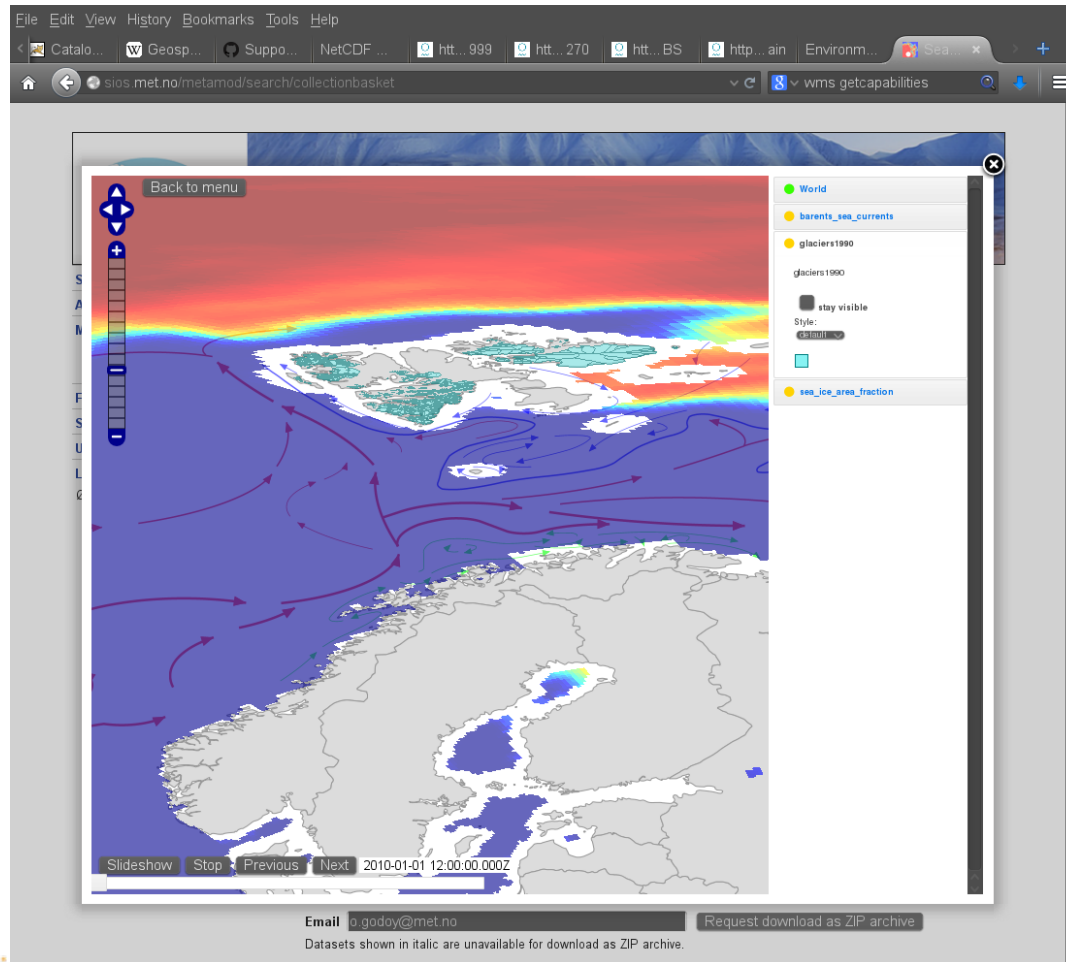 File Edit View History Bookmarks Tools Help
Catalo... Geosp... Suppo... NetCDF ... htt... 999 htt... 270 htt... BS http... ain Environm... Sea...
sios.met.no/metamod/search/collectionbasket wms getcapabilities
Back to menu
World
barents_sea_currents
glaciers1990
glaciers1990
stay visible
Style:
default
sea_ice_area_fraction
S
A
M
F
S
U
L
Slideshow Stop Previous Next 2010-01-01 12:00:00.000Z
Email o.godoy@met.no Request download as ZIP archive
Datasets shown in italic are unavailable for download as ZIP archive.